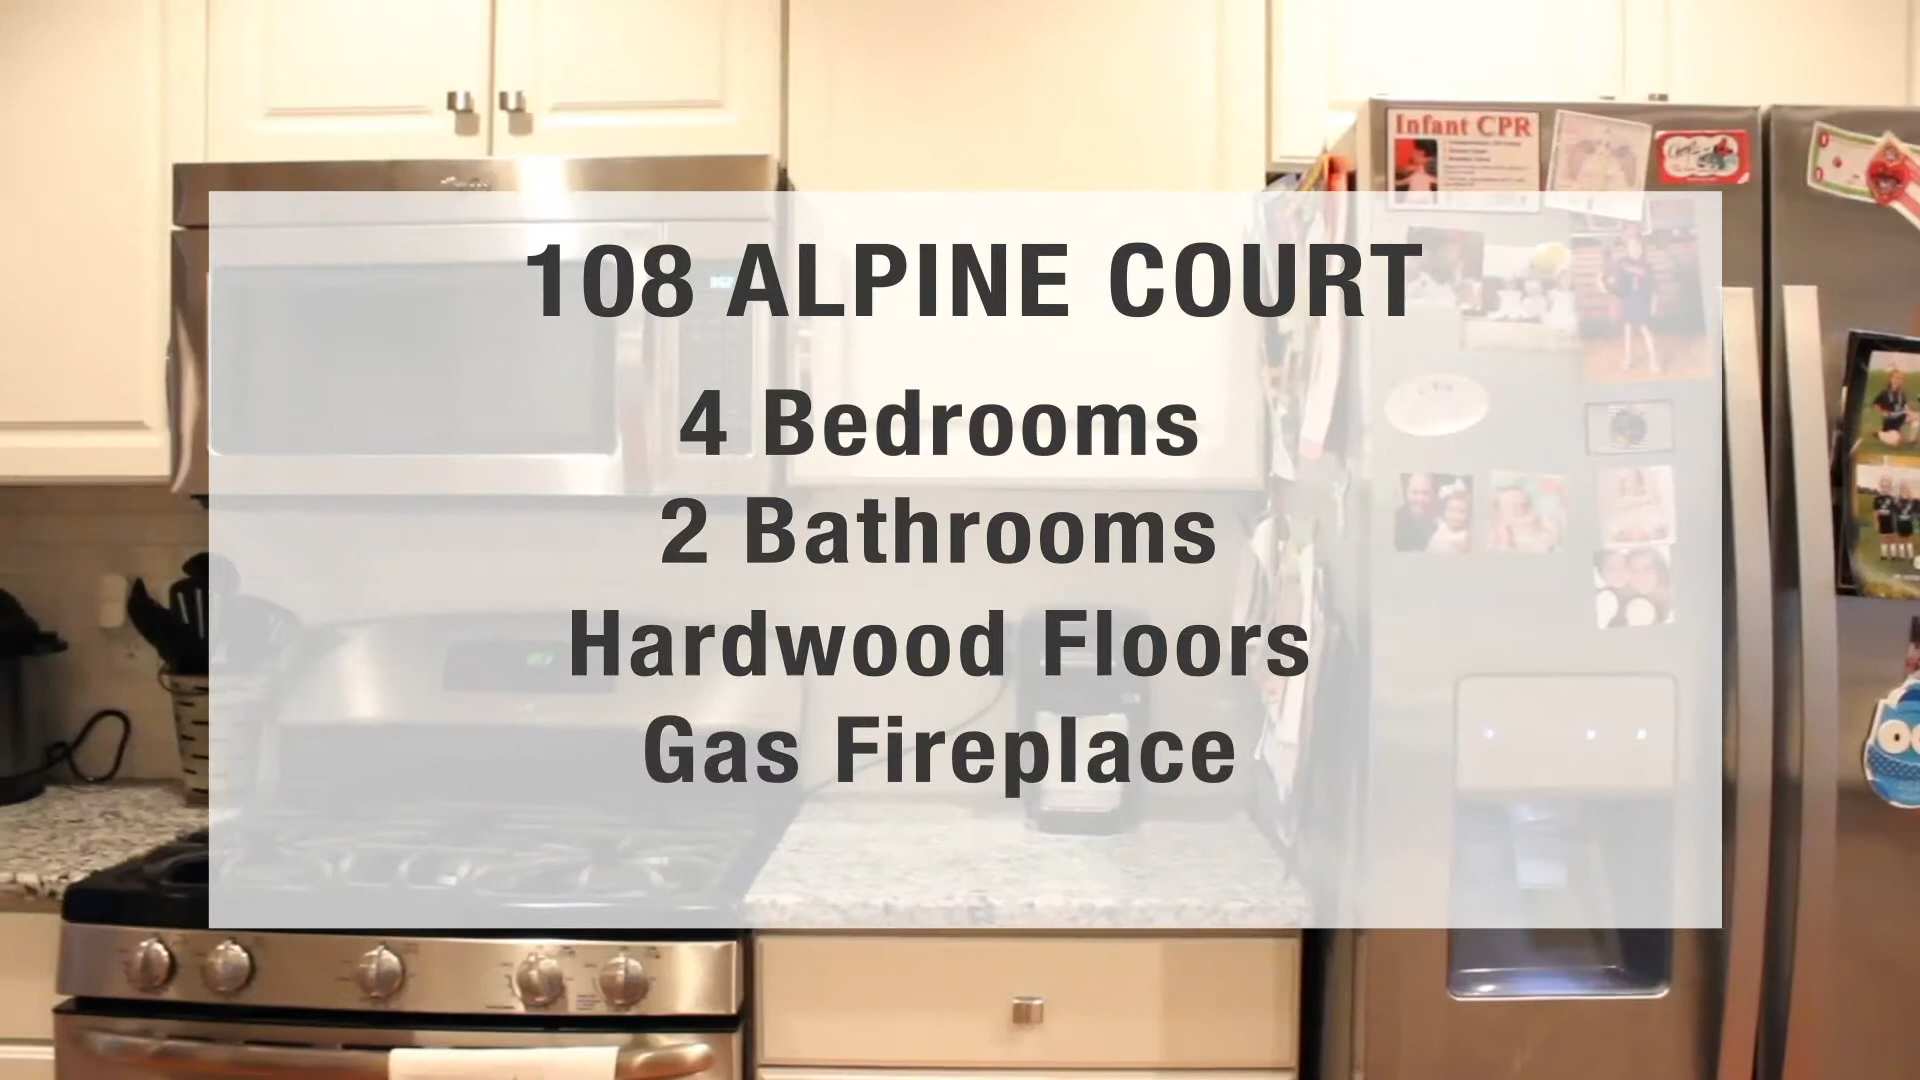 Infant CPR
108 ALPINE COURT
4 Bedrooms
2 Bathrooms
Hardwood Floors
Gas Fireplace